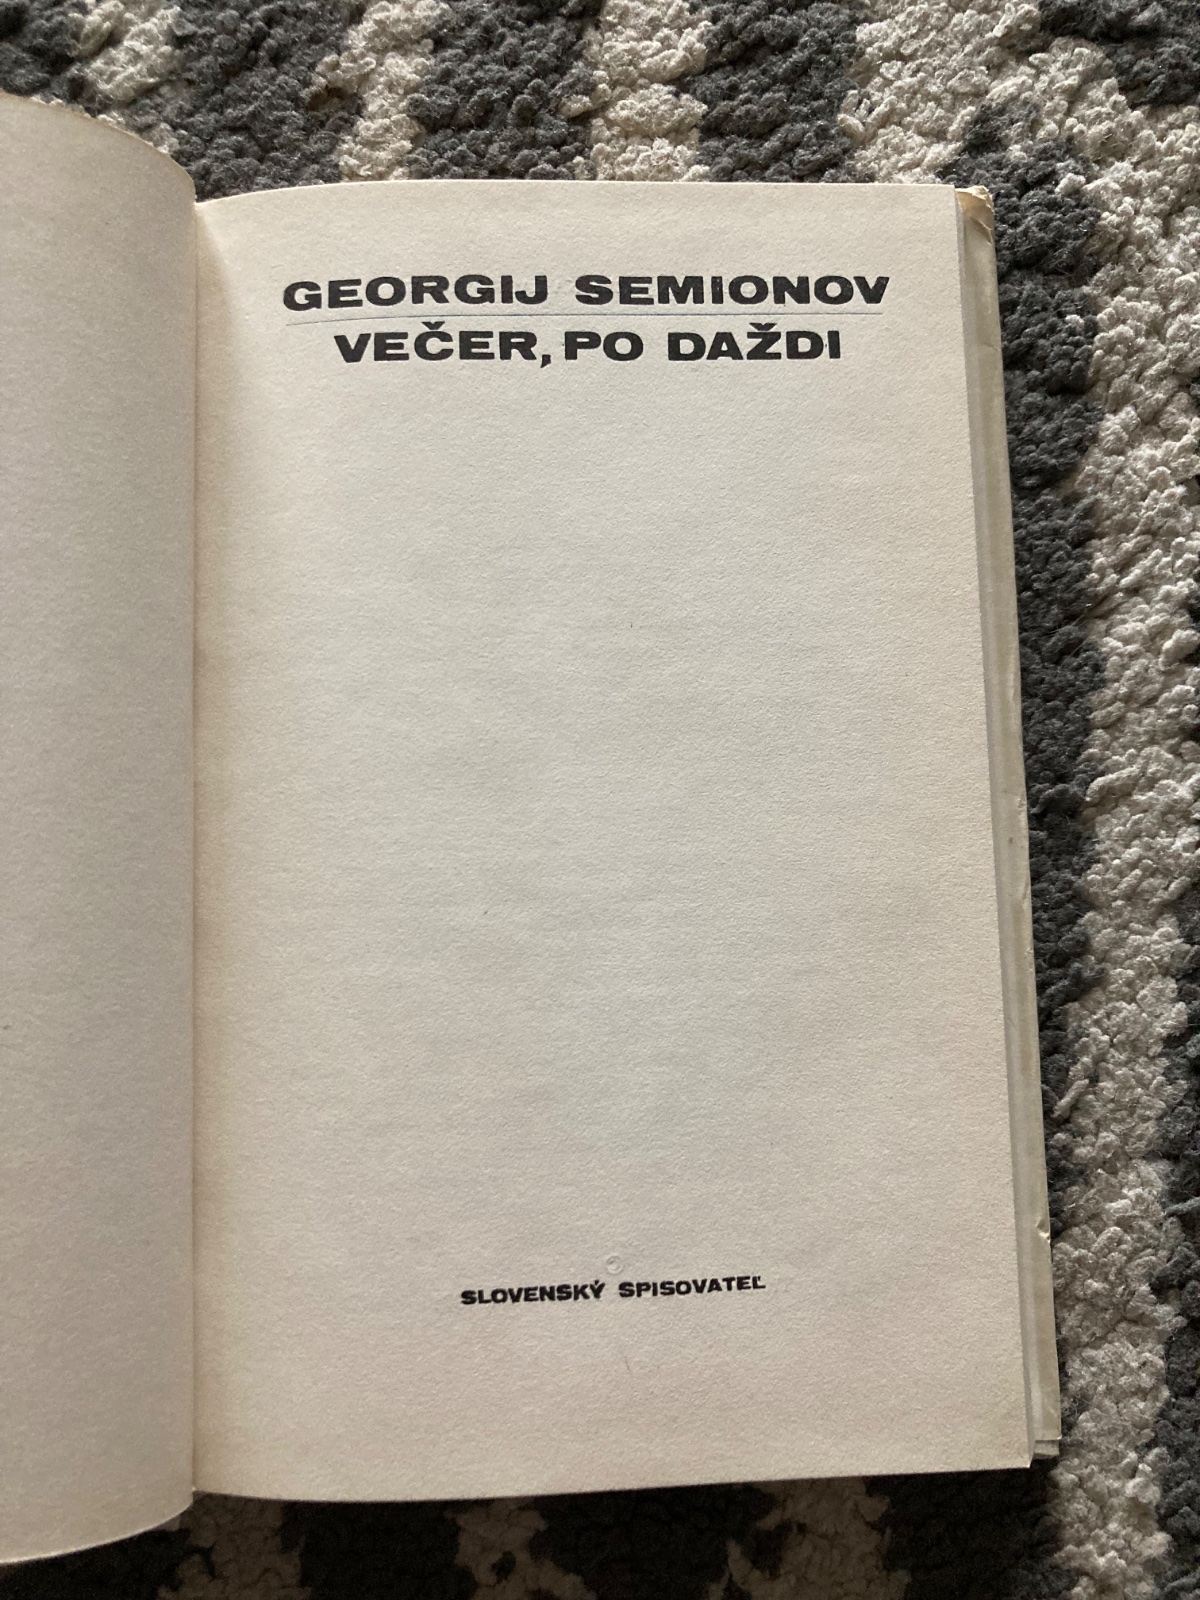 GEORGIJ SEMIONOV
VEČER, PO DAŽDI
SLOVENSKÝ SPISOVATEĽ